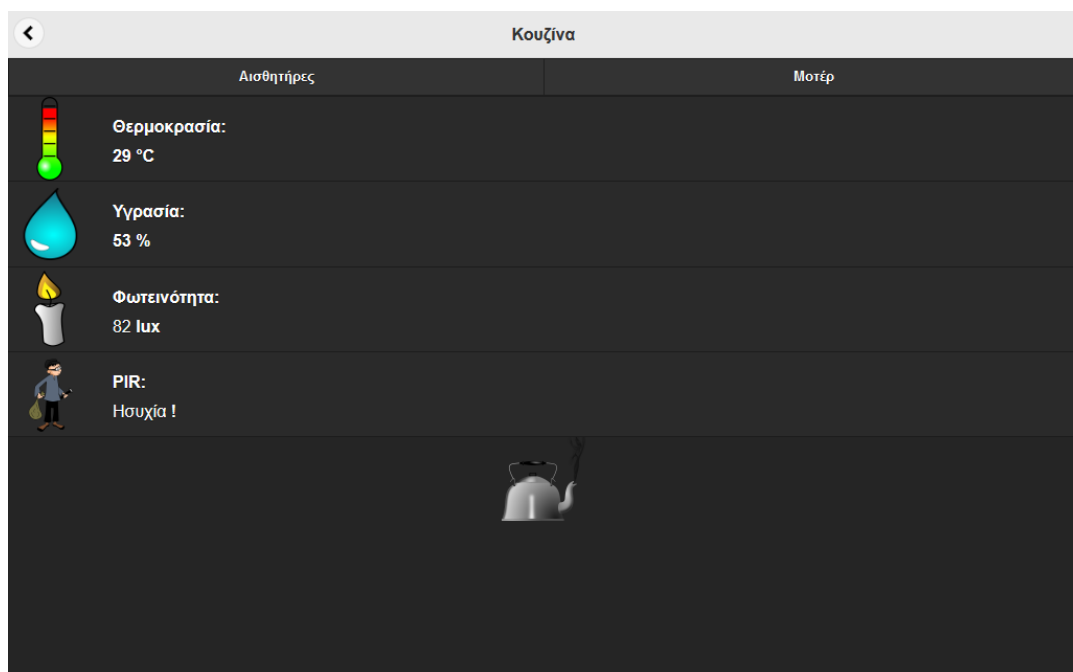 Κουζίνα
Αισθητήρες Μοτέρ
Θερμοκρασία:
29 °C
Υγρασία:
53 %
Φωτεινότητα:
82 lux
PIR:
Ησυχία !